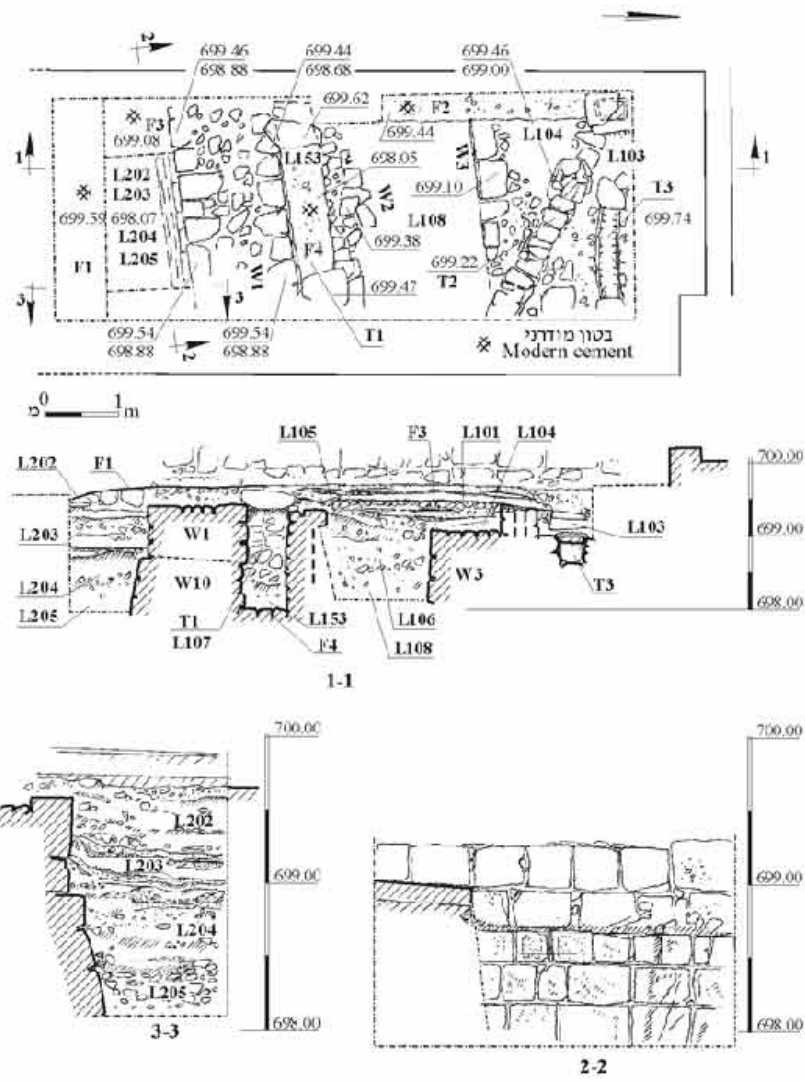 2
699.46
698.88
699.44
698.68
699.46
699.00
699.62
F3
699.08
F2
699.44
L104
L103
1
1
L153
698.05
W3
L202
L203
W2
699.10
T3
699.59
698.07
L108
699.74
L204
F4
699.38
L205
699.22
F1
W1
T2
699.47
3
3
699.54
698.88
2
699.54
698.88
T1
בטון מודרני
Modern cement
מ 0 1 m
L105
F3
L101
L104
L202
F1
700.00
L203
W1
L103
699.00
W10
W3
L204
T3
T1
L153
L106
698.00
L205
L107
F4
L108
1-1
700.00
700.00
L202
L203
699.00
699.00
L204
L205
698.00
698.00
3-3
2-2